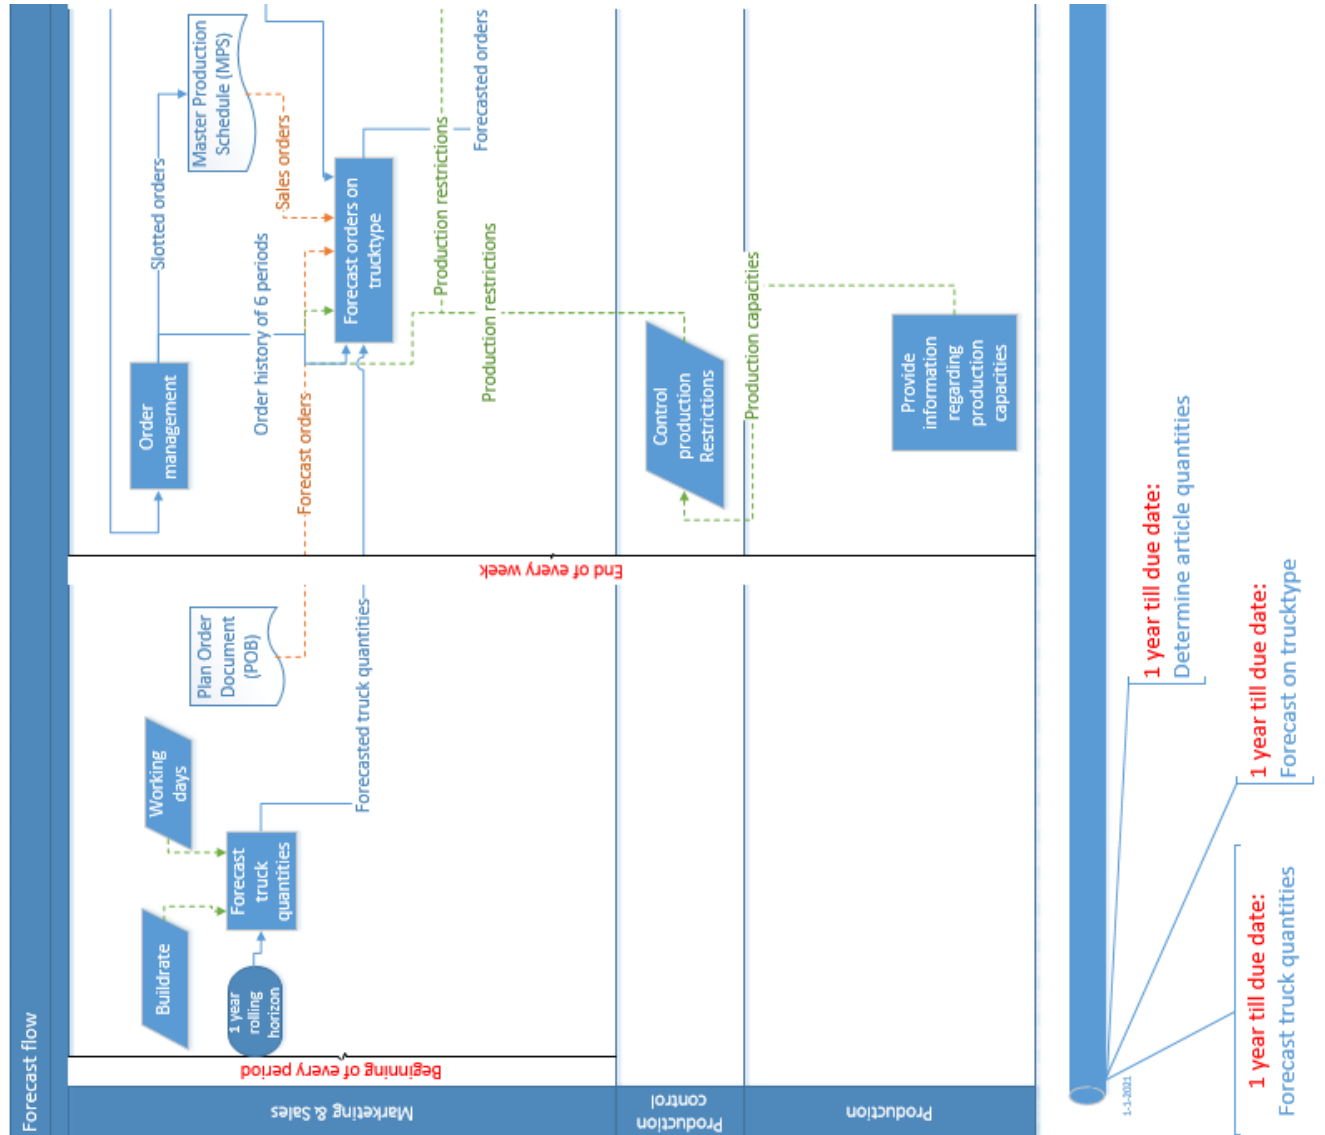 Forecast flow
Marketing & Sales
Production
control
Production
Beginning of every period
1 year
rolling
horizon
Buildrate
Working
days
Forecast
truck
quantities
Plan Order
Document
(POB)
Forecasted truck quantities
End of every week
Forecast orders
Order
management
Slotted orders
Order history of 6 periods
Master Production
Schedule (MPS)
Sales orders
Forecast orders on
trucktype
Forecasted orders
Production restrictions
Production restrictions
Control
production
Restrictions
Production capacities
Provide
information
regarding
production
capacities
1-1-2021
1 year till due date:
Forecast truck quantities
1 year till due date:
Forecast on trucktype
1 year till due date:
Determine article quantities